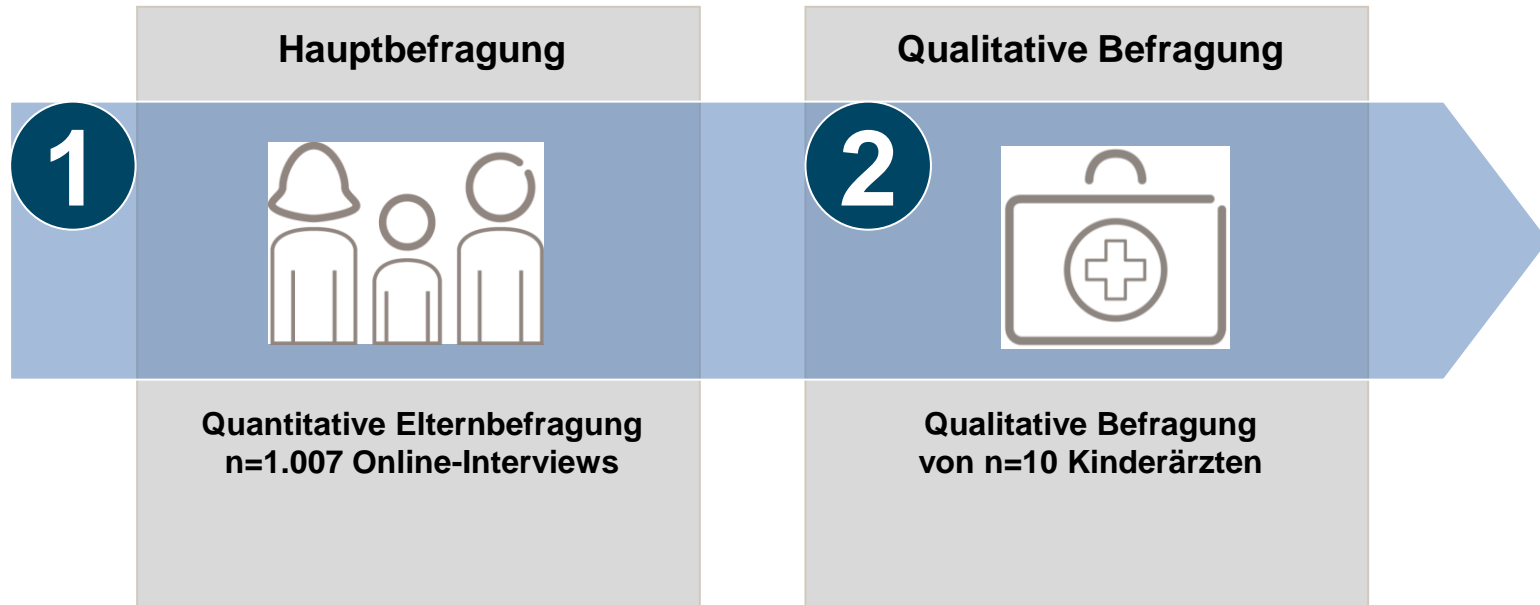 Hauptbefragung
1
Quantitative Elternbefragung
n=1.007 Online-Interviews
Qualitative Befragung
2
Qualitative Befragung
von n=10 Kinderärzten